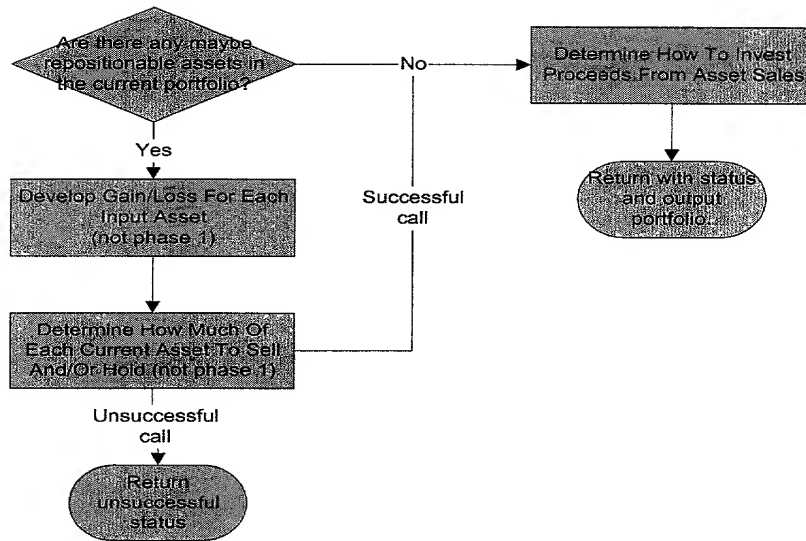 Are there any maybe
repositionable assets in
the current portfolio?
No
Determine How To Invest
Proceeds From Asset Sales
Yes
Develop Gain/Loss For Each
Input Asset
(not phase 1)
Successful
call
Return with status
and output
portfolio.
Determine How Much Of
Each Current Asset To Sell
And/Or Hold (not phase 1)
Unsuccessful
call
Return
unsuccessful
status